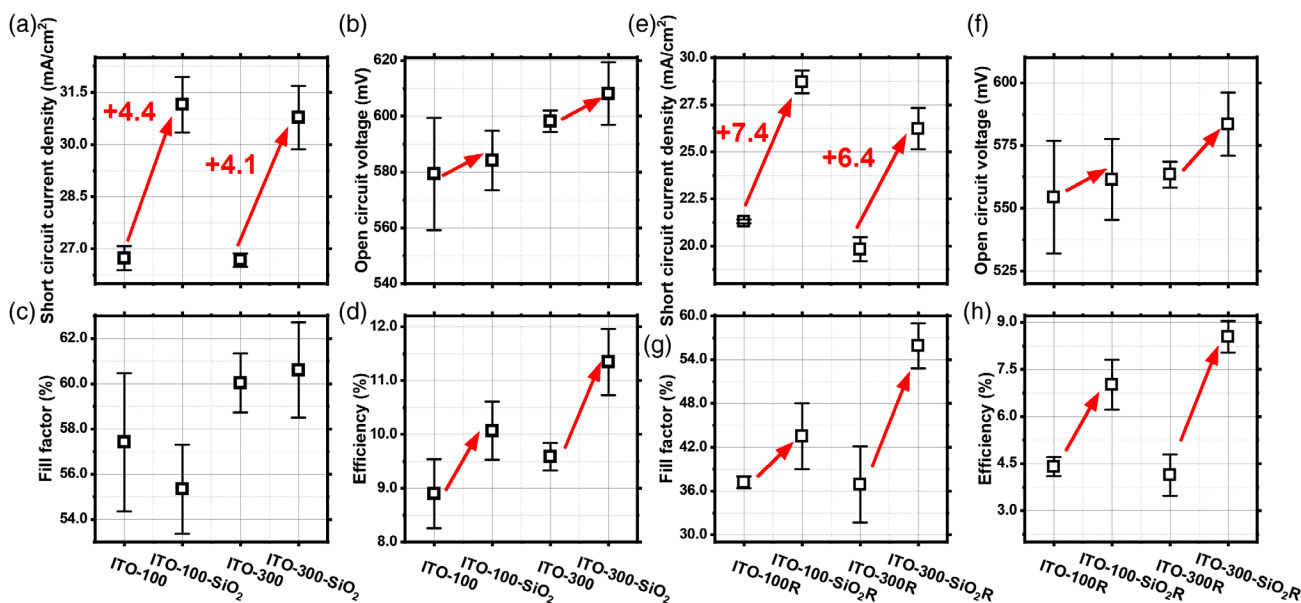 (a)
Short circuit current density (mA/cm²)
31.5
30.0
28.5
27.0
+4.4
+4.1
(b)
Open circuit voltage (mV)
620
600
580
560
540
(e)
Short circuit current density (mA/cm²)
30.0
27.5
25.0
22.5
20.0
+7.4
+6.4
(f)
Open circuit voltage (mV)
600
575
550
525
(c)
Fill factor (%)
62.0
60.0
58.0
56.0
54.0
ITO-100
ITO-100-SiO₂
ITO-300
ITO-300-SiO₂
(d)
Efficiency (%)
12.0
11.0
10.0
9.0
8.0
ITO-100
ITO-100-SiO₂
ITO-300
ITO-300-SiO₂
(g)
Fill factor (%)
60.0
54.0
48.0
42.0
36.0
30.0
ITO-100R
ITO-100-SiO₂R
ITO-300R
ITO-300-SiO₂R
(h)
Efficiency (%)
9.0
7.5
6.0
4.5
3.0
ITO-100R
ITO-100-SiO₂R
ITO-300R
ITO-300-SiO₂R